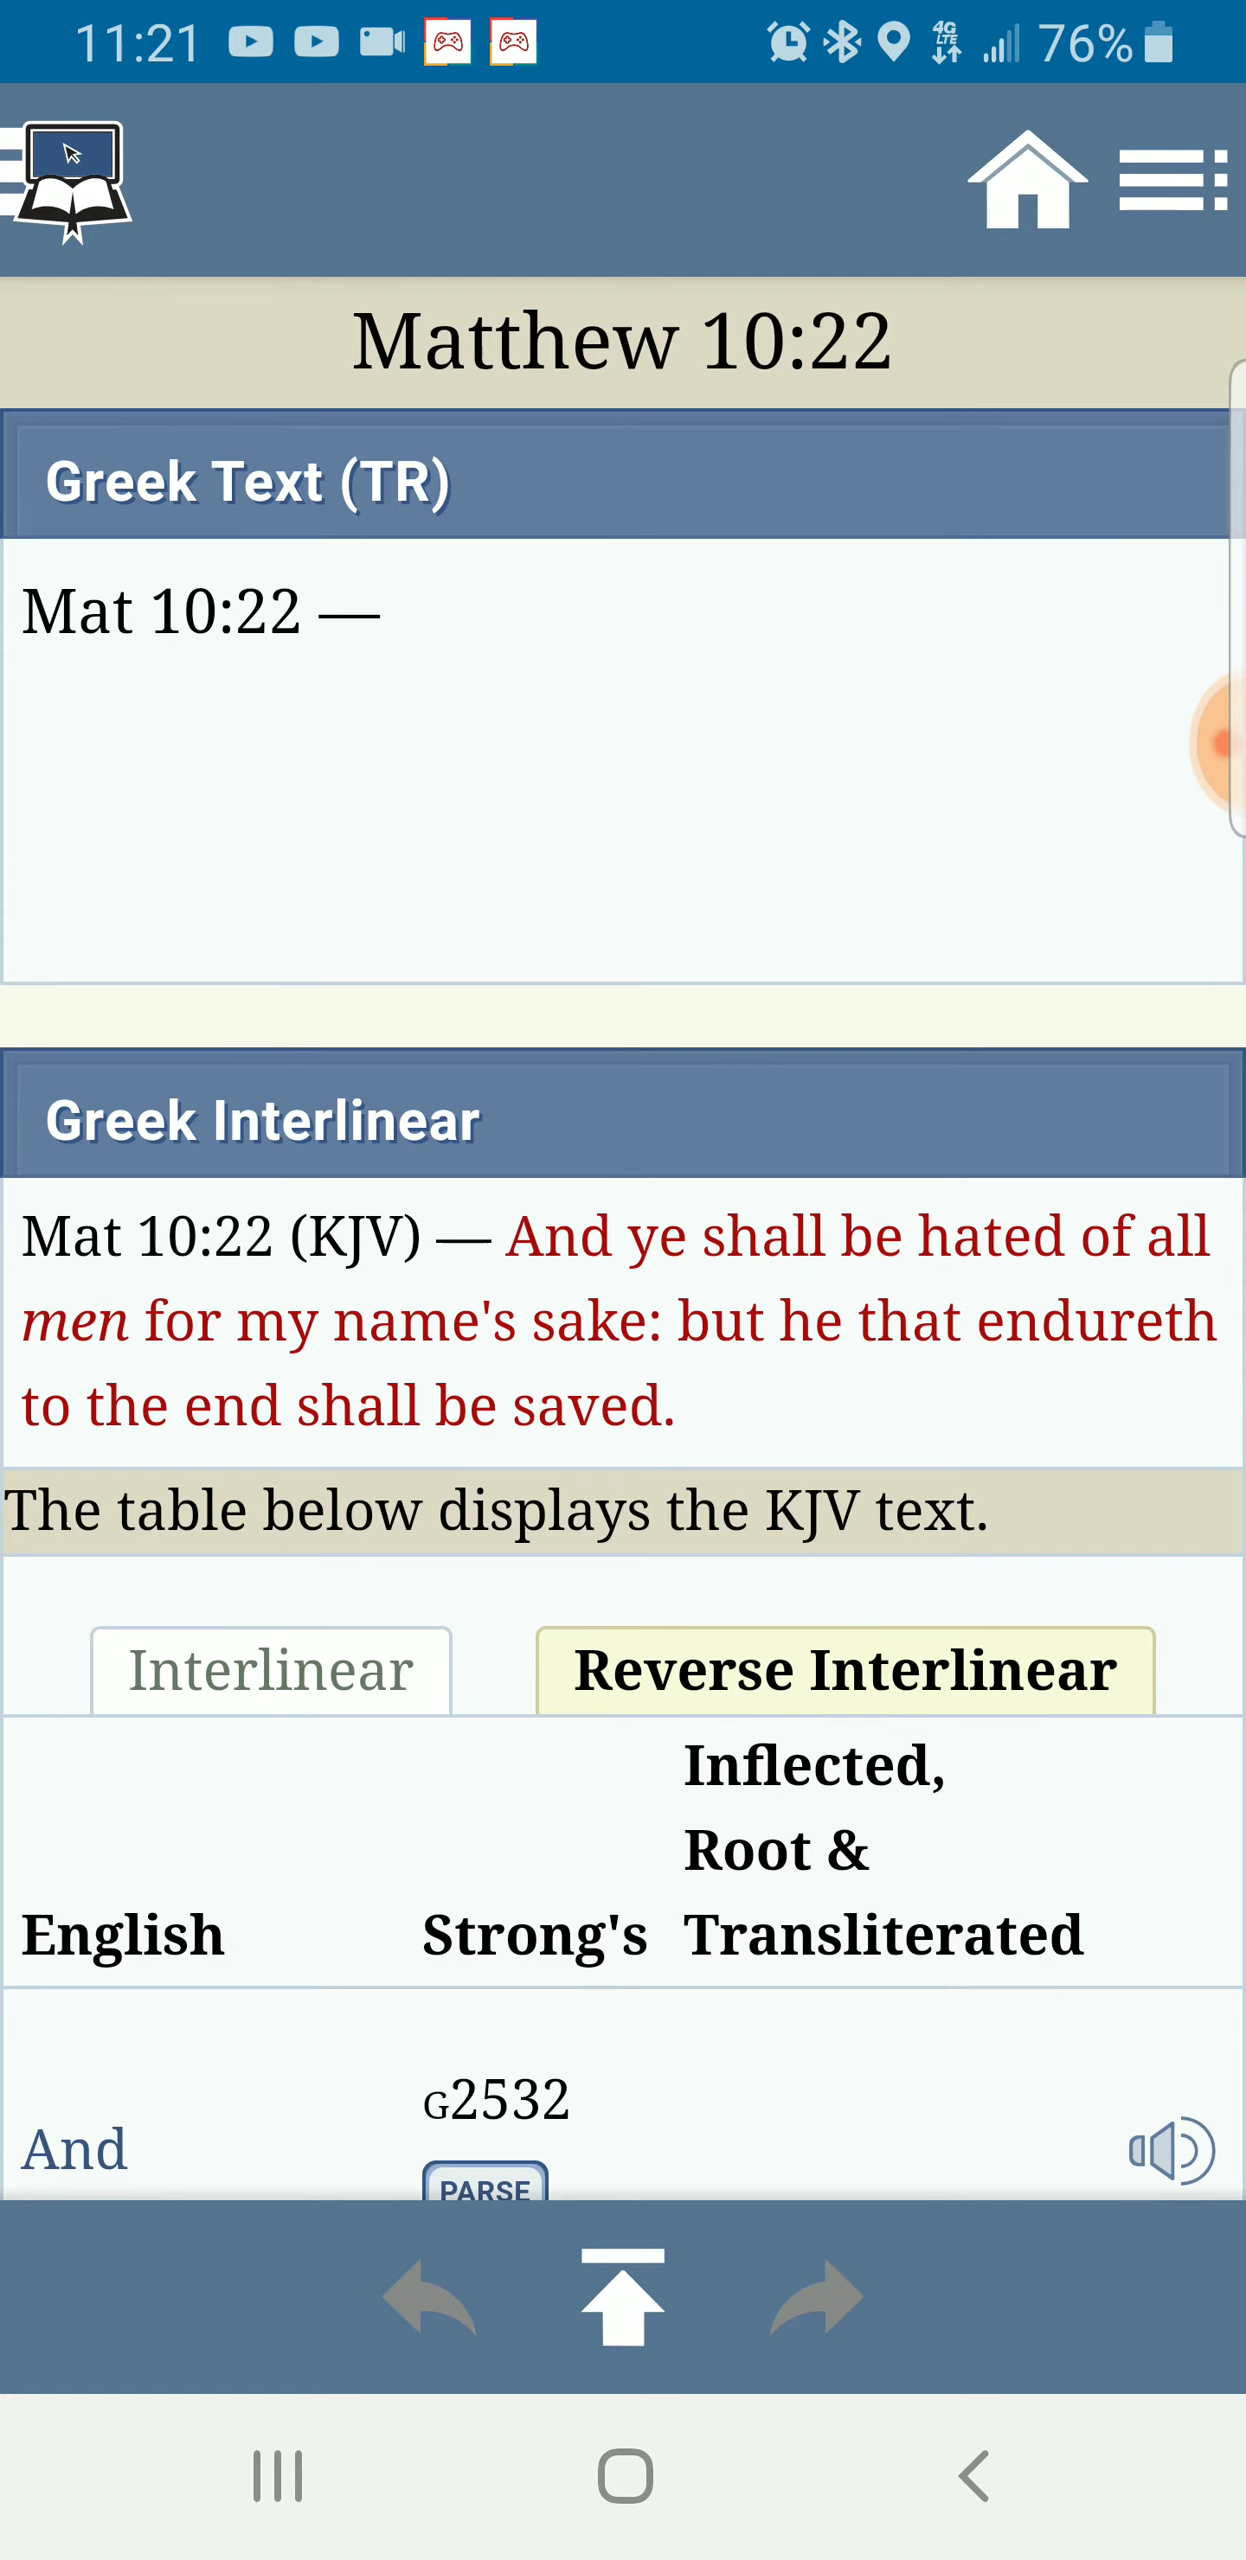 11:21 4G LTE 76%
Matthew 10:22
Greek Text (TR)
Mat 10:22 —
Greek Interlinear
Mat 10:22 (KJV) — And ye shall be hated of all
men for my name's sake: but he that endureth
to the end shall be saved.
The table below displays the KJV text.
Interlinear Reverse Interlinear
English Strong's Inflected,
Root &
Transliterated
And G2532
PARSE